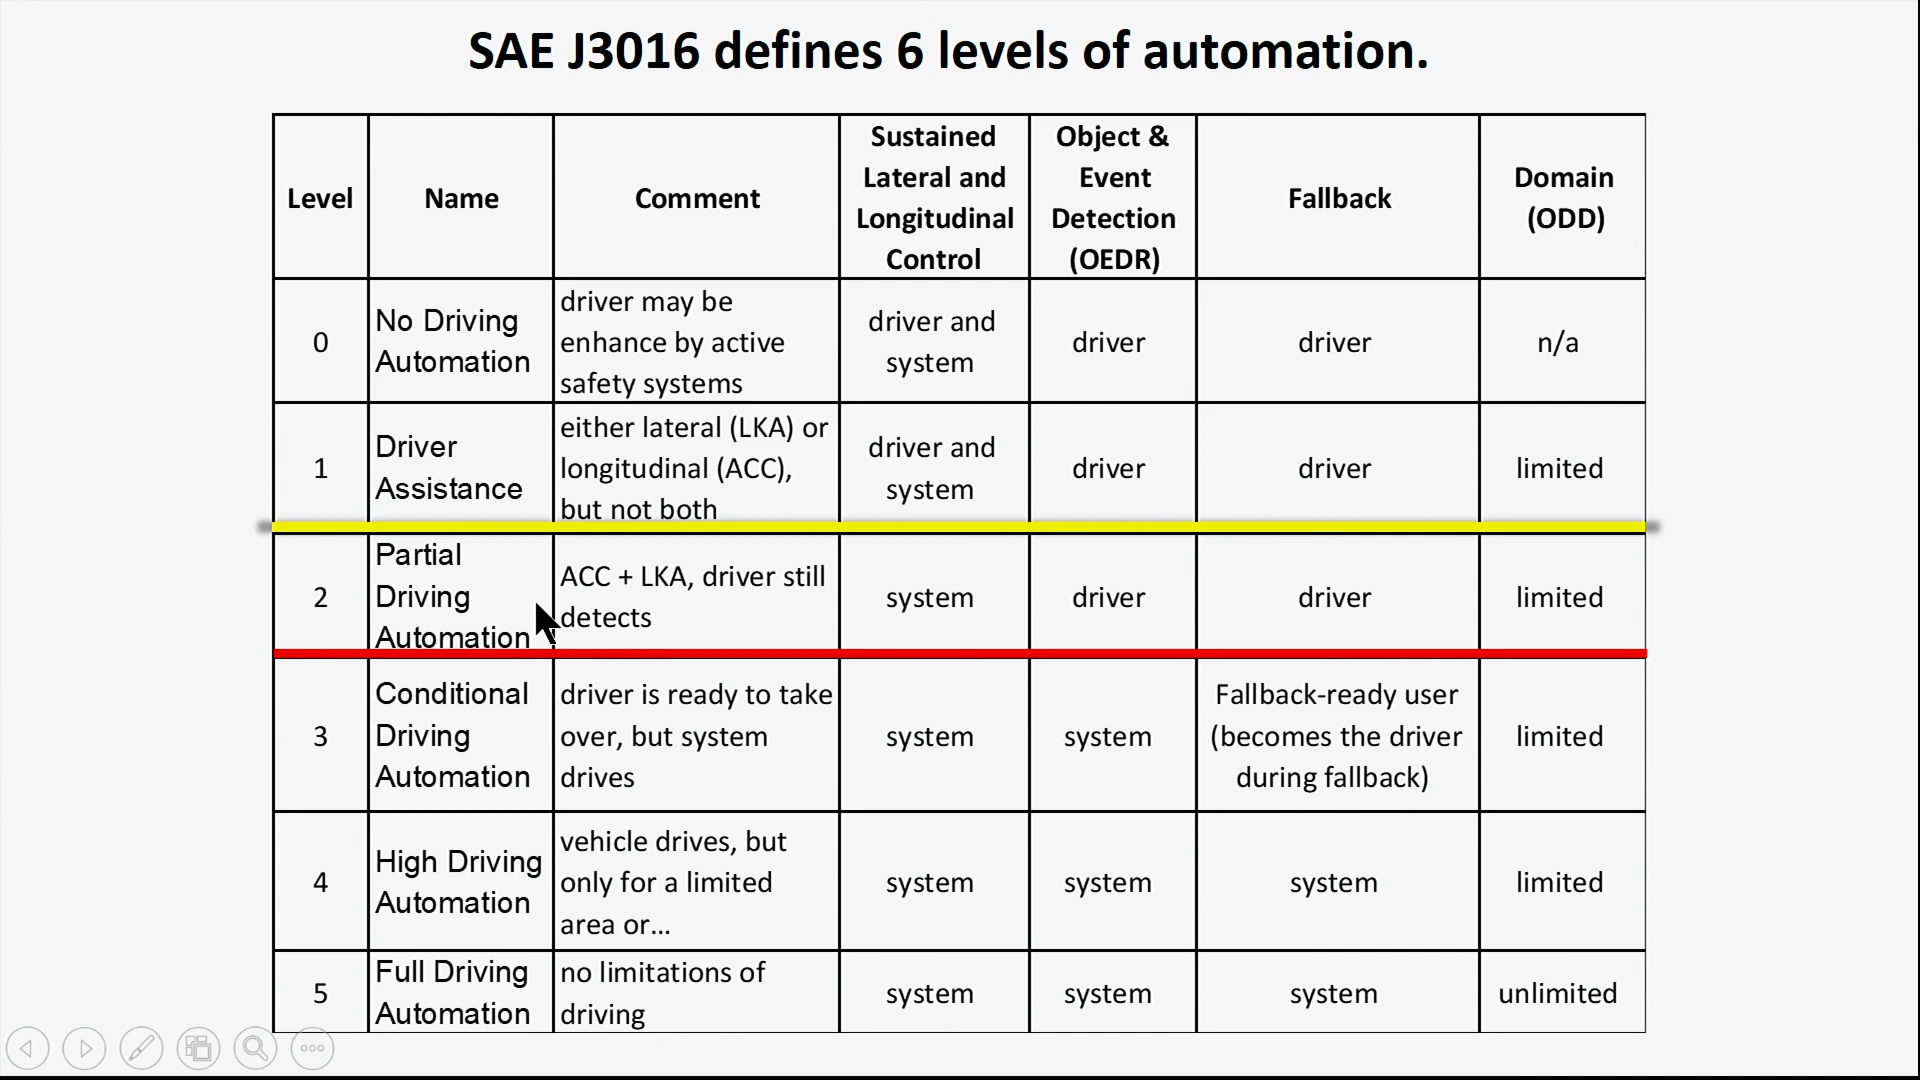 SAE J3016 defines 6 levels of automation.
Level
Name
Comment
Sustained
Lateral and
Longitudinal
Control
Object &
Event
Detection
(OEDR)
Fallback
Domain
(ODD)
0
No Driving
Automation
driver may be
enhance by active
safety systems
driver and
system
driver
driver
n/a
1
Driver
Assistance
either lateral (LKA) or
longitudinal (ACC),
but not both
driver and
system
driver
driver
limited
2
Partial
Driving
Automation
ACC + LKA, driver still
detects
system
driver
driver
limited
3
Conditional
Driving
Automation
driver is ready to take
over, but system
drives
system
system
Fallback-ready user
(becomes the driver
during fallback)
limited
4
High Driving
Automation
vehicle drives, but
only for a limited
area or...
system
system
system
limited
5
Full Driving
Automation
no limitations of
driving
system
system
system
unlimited